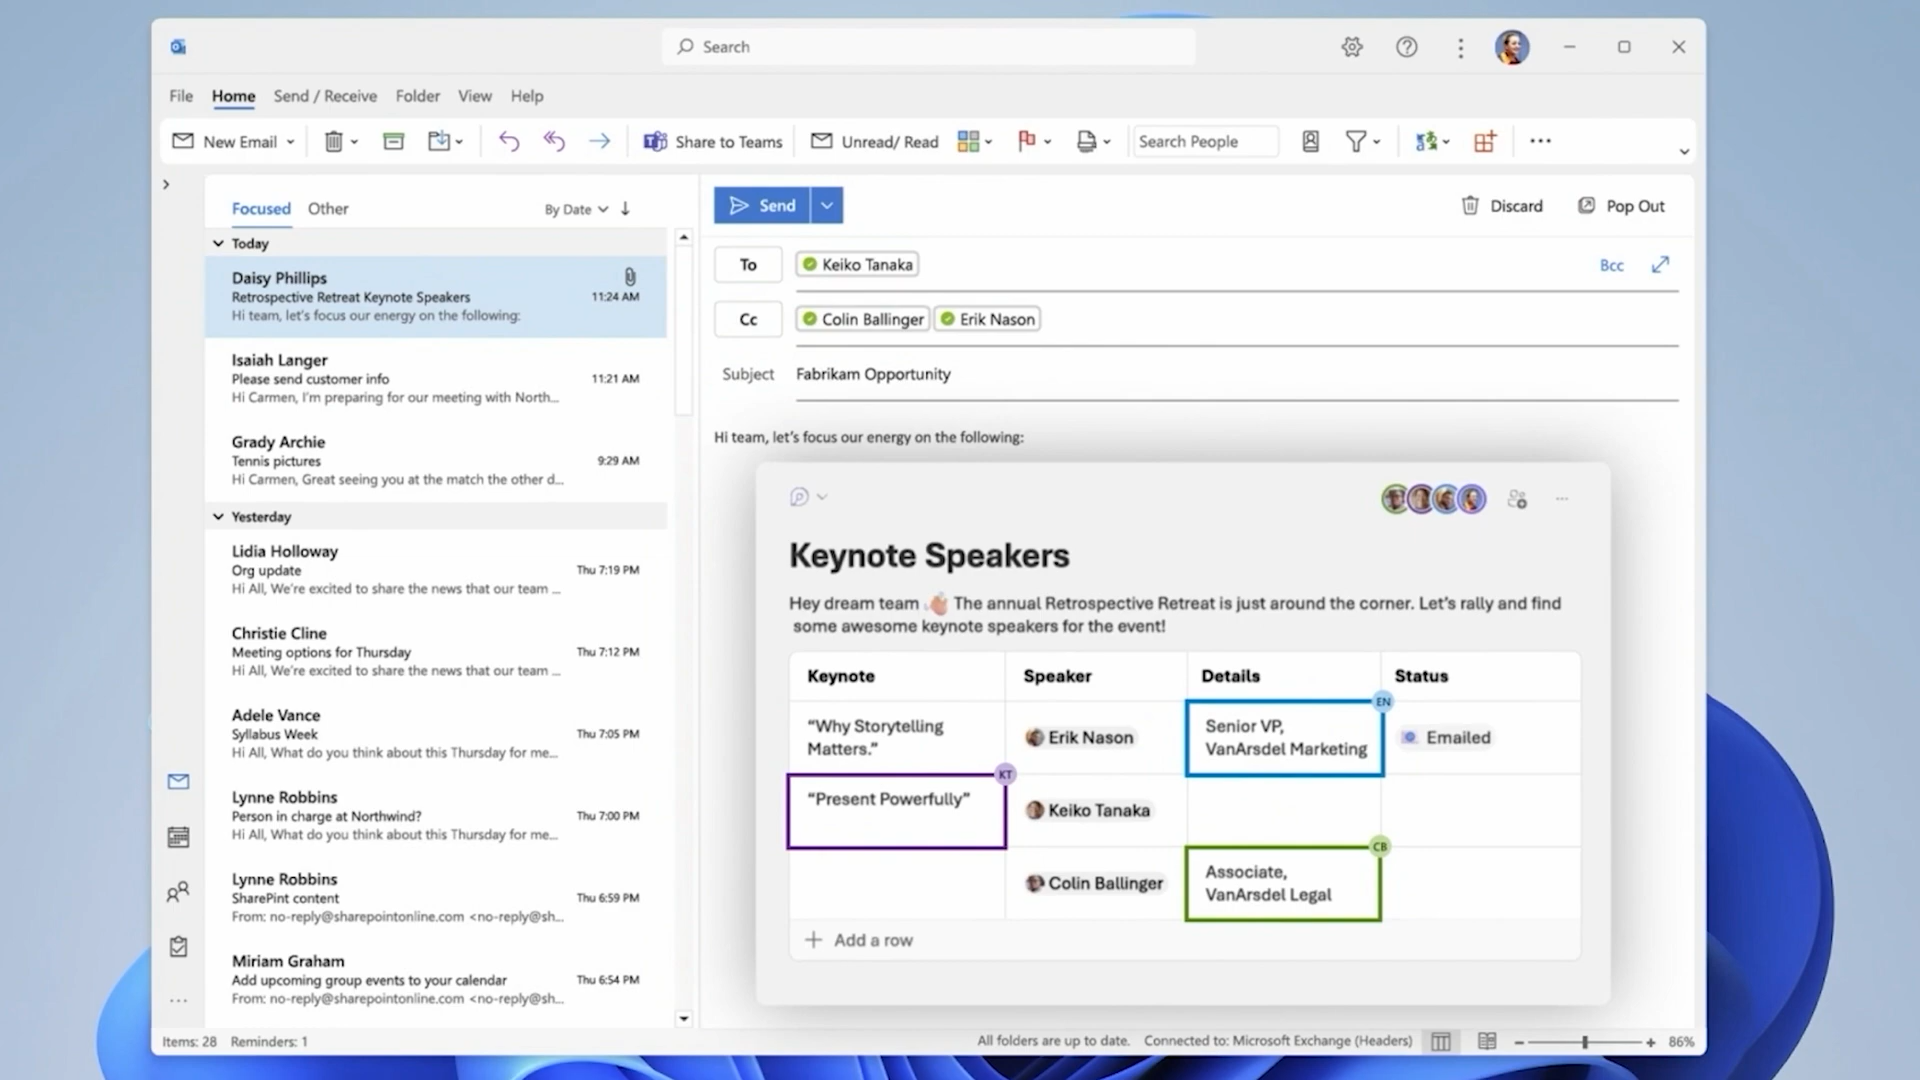 Search
File Home Send / Receive Folder View Help
New Email Share to Teams Unread/ Read Search People
Focused Other By Date
Today
Daisy Phillips
Retrospective Retreat Keynote Speakers 11:24 AM
Hi team, let's focus our energy on the following:
Isaiah Langer
Please send customer info 11:21 AM
Hi Carmen, I'm preparing for our meeting with North...
Grady Archie
Tennis pictures 9:29 AM
Hi Carmen, Great seeing you at the match the other d...
Yesterday
Lidia Holloway
Org update Thu 7:19 PM
Hi All, We're excited to share the news that our team ...
Christie Cline
Meeting options for Thursday Thu 7:12 PM
Hi All, We're excited to share the news that our team ...
Adele Vance
Syllabus Week Thu 7:05 PM
Hi All, What do you think about this Thursday for me...
Lynne Robbins
Person in charge at Northwind? Thu 7:00 PM
Hi All, What do you think about this Thursday for me...
Lynne Robbins
SharePint content Thu 6:59 PM
From: no-reply@sharepointonline.com <no-reply@sh...
Miriam Graham
Add upcoming group events to your calendar Thu 6:54 PM
From: no-reply@sharepointonline.com <no-reply@sh...
Send Discard Pop Out
To Keiko Tanaka Bcc
Cc Colin Ballinger Erik Nason
Subject Fabrikam Opportunity
Hi team, let's focus our energy on the following:
Keynote Speakers
Hey dream team The annual Retrospective Retreat is just around the corner. Let's rally and find
some awesome keynote speakers for the event!
Keynote Speaker Details Status
EN
“Why Storytelling
Matters.”
Erik Nason
Senior VP,
VanArsdel Marketing
Emailed
KT
“Present Powerfully”
Keiko Tanaka
CB
Colin Ballinger
Associate,
VanArsdel Legal
Add a row
Items: 28 Reminders: 1 All folders are up to date. Connected to: Microsoft Exchange (Headers) 86%